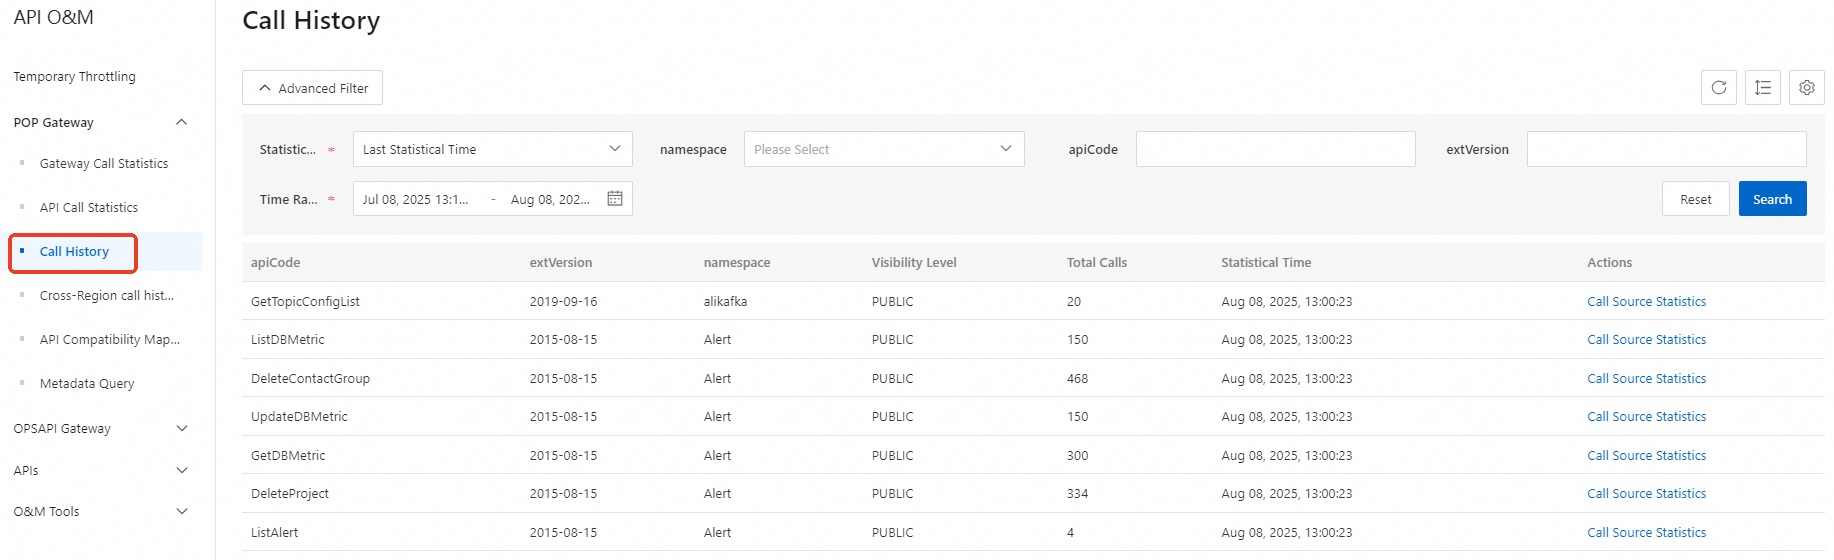 API O&M
Call History
Temporary Throttling
Advanced Filter
POP Gateway
Gateway Call Statistics
API Call Statistics
Call History
Cross-Region call hist...
API Compatibility Map...
Metadata Query
OPSAPI Gateway
APIs
O&M Tools
Statistic... * Last Statistical Time namespace Please Select apiCode extVersion
Time Ra... * Jul 08, 2025 13:1... - Aug 08, 202... Reset Search
apiCode extVersion namespace Visibility Level Total Calls Statistical Time Actions
GetTopicConfigList 2019-09-16 alikafka PUBLIC 20 Aug 08, 2025, 13:00:23 Call Source Statistics
ListDBMetric 2015-08-15 Alert PUBLIC 150 Aug 08, 2025, 13:00:23 Call Source Statistics
DeleteContactGroup 2015-08-15 Alert PUBLIC 468 Aug 08, 2025, 13:00:23 Call Source Statistics
UpdateDBMetric 2015-08-15 Alert PUBLIC 150 Aug 08, 2025, 13:00:23 Call Source Statistics
GetDBMetric 2015-08-15 Alert PUBLIC 300 Aug 08, 2025, 13:00:23 Call Source Statistics
DeleteProject 2015-08-15 Alert PUBLIC 334 Aug 08, 2025, 13:00:23 Call Source Statistics
ListAlert 2015-08-15 Alert PUBLIC 4 Aug 08, 2025, 13:00:23 Call Source Statistics